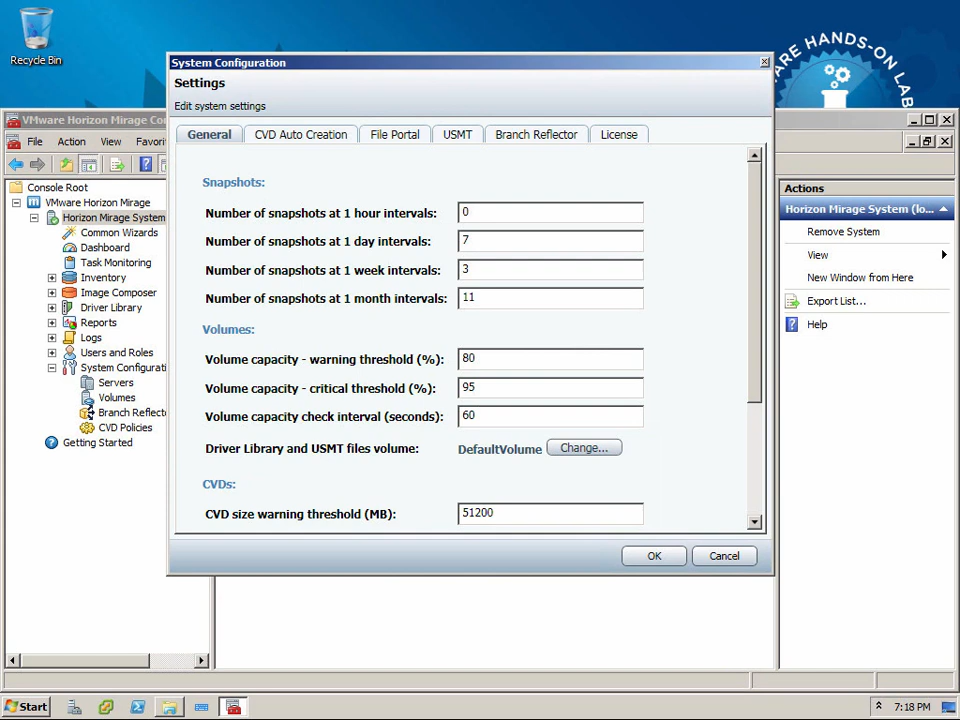 Recycle Bin
WARE HANDS-ON LAB
VMware Horizon Mirage Co
File Action View Favori
Console Root
VMware Horizon Mirage
Horizon Mirage System
Common Wizards
Dashboard
Task Monitoring
Inventory
Image Composer
Driver Library
Reports
Logs
Users and Roles
System Configurati
Servers
Volumes
Branch Reflecto
CVD Policies
Getting Started
System Configuration
Settings
Edit system settings
General CVD Auto Creation File Portal USMT Branch Reflector License
Snapshots:
Number of snapshots at 1 hour intervals: 0
Number of snapshots at 1 day intervals: 7
Number of snapshots at 1 week intervals: 3
Number of snapshots at 1 month intervals: 11
Volumes:
Volume capacity - warning threshold (%): 80
Volume capacity - critical threshold (%): 95
Volume capacity check interval (seconds): 60
Driver Library and USMT files volume: DefaultVolume Change...
CVDs:
CVD size warning threshold (MB): 51200
OK Cancel
Actions
Horizon Mirage System (lo...
Remove System
View
New Window from Here
Export List...
Help
Start
7:18 PM